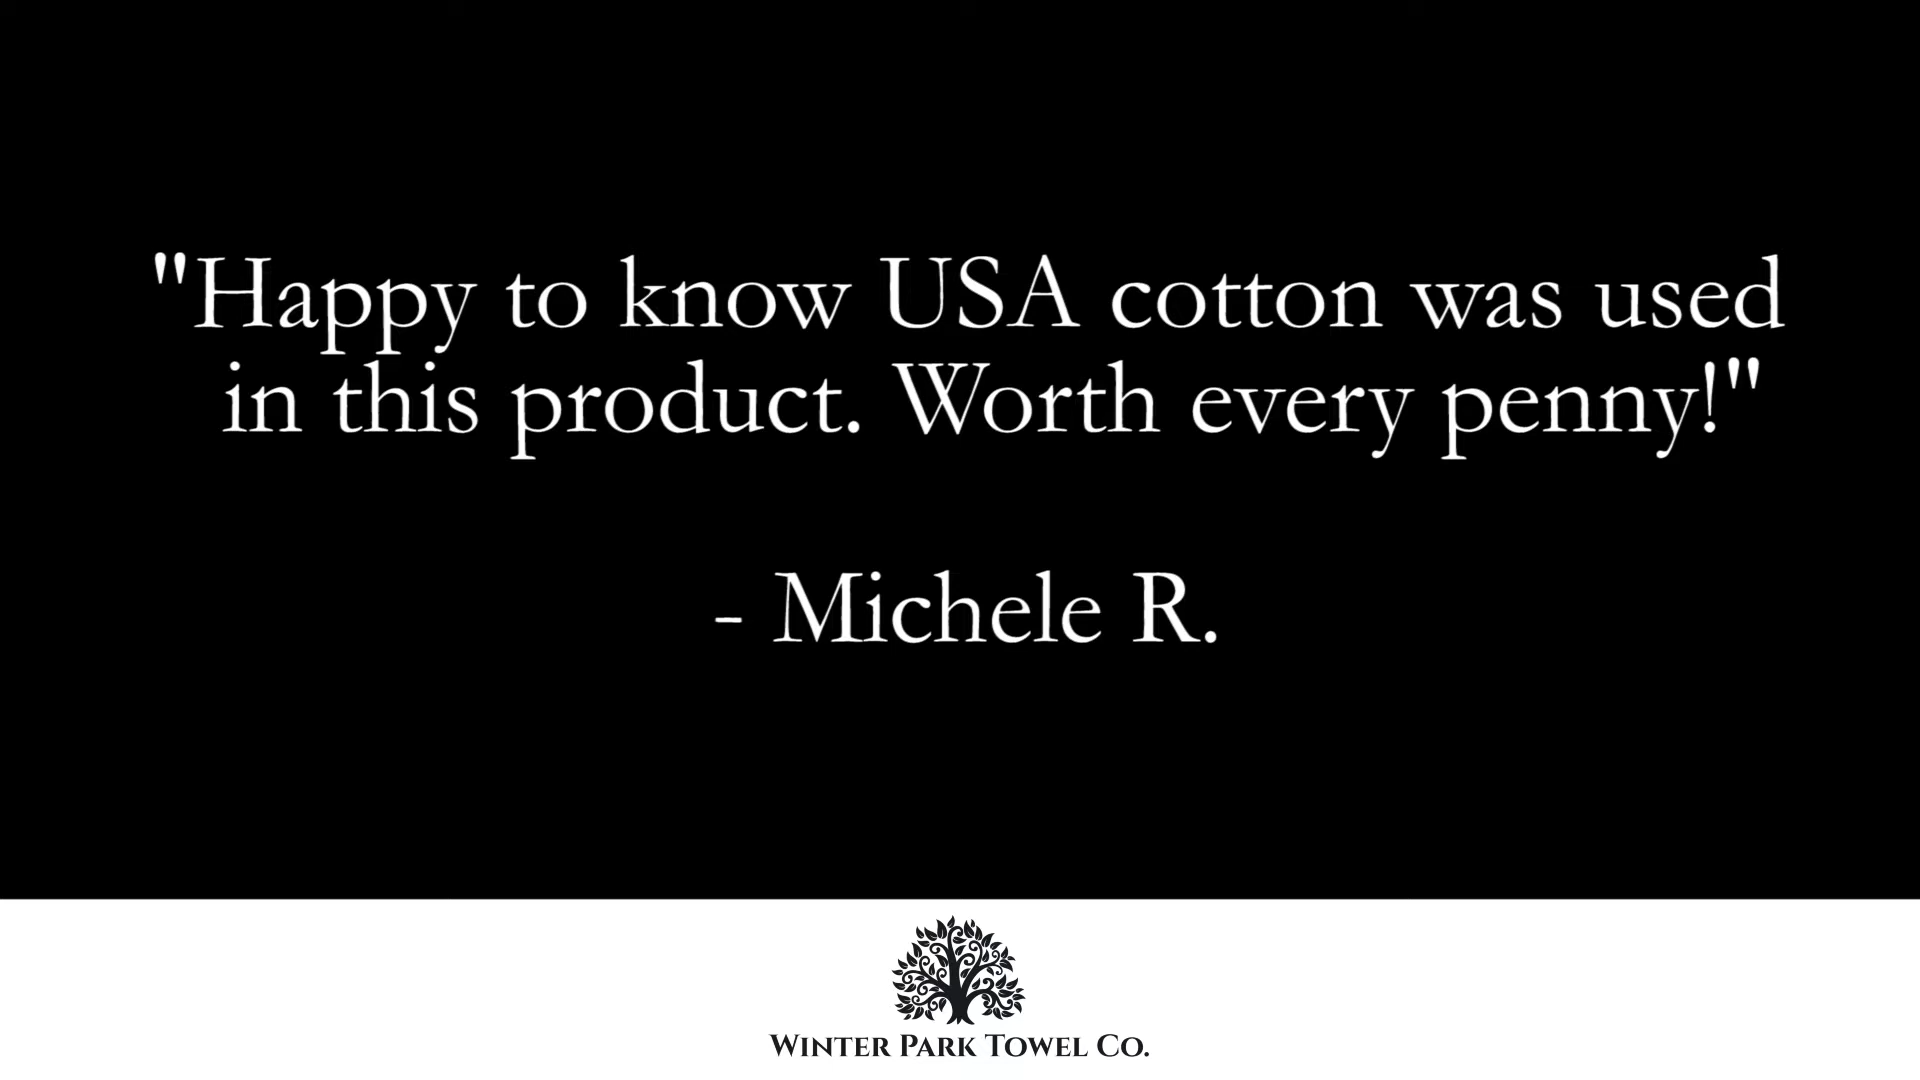 "Happy to know USA cotton was used
in this product. Worth every penny!"
- Michele R.
Winter Park Towel Co.